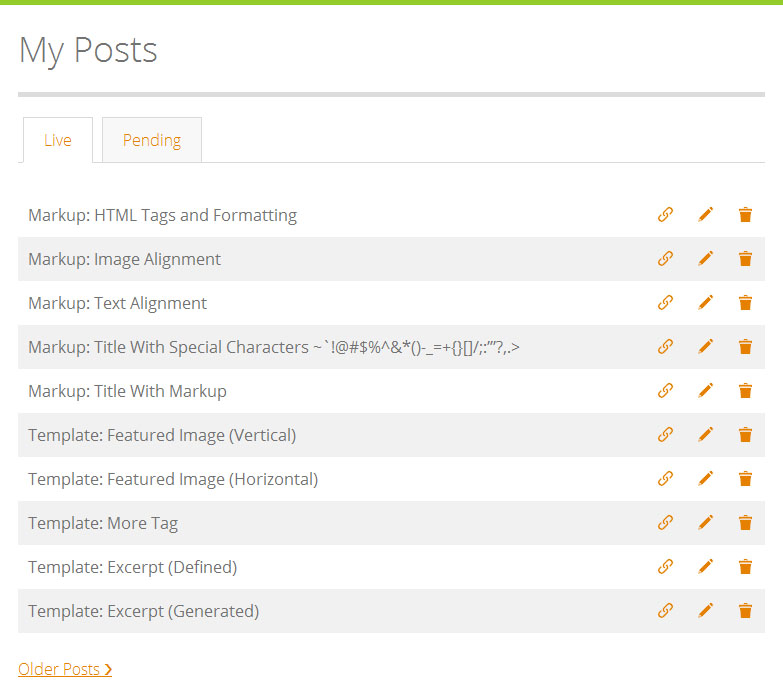 My Posts
Live
Pending
Markup: HTML Tags and Formatting
Markup: Image Alignment
Markup: Text Alignment
Markup: Title With Special Characters ~`!@#$%^&*()-_=+{}[]/;:'"?,.>
Markup: Title With Markup
Template: Featured Image (Vertical)
Template: Featured Image (Horizontal)
Template: More Tag
Template: Excerpt (Defined)
Template: Excerpt (Generated)
Older Posts ❯